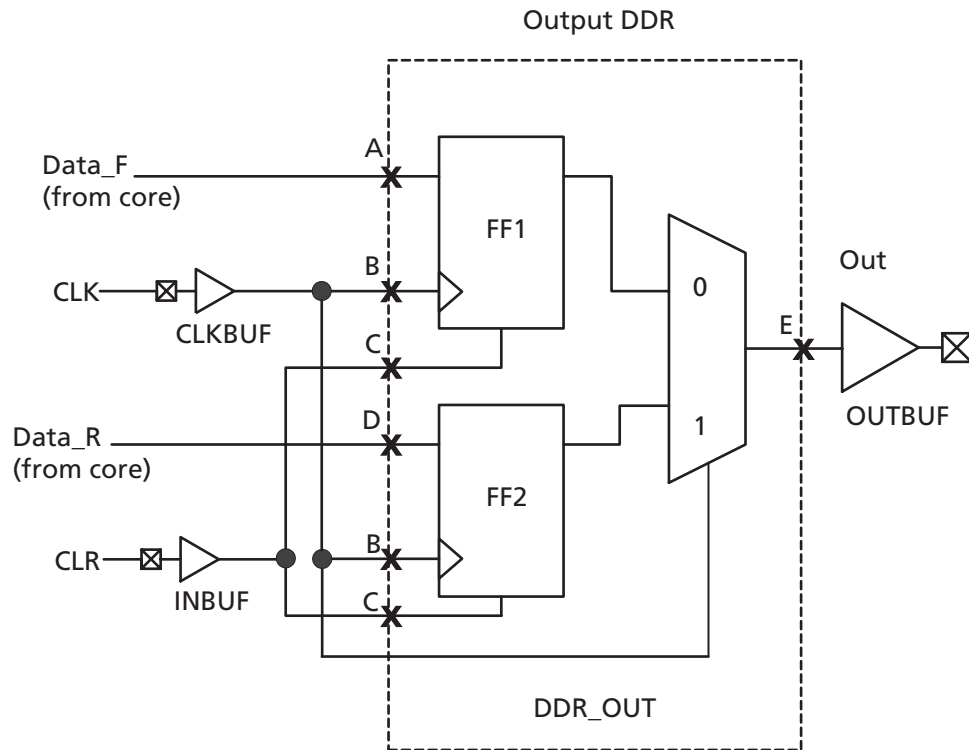 Output DDR
A
Data_F
(from core)
FF1
B
CLK
CLKBUF
C
0
Out
E
OUTBUF
D
Data_R
(from core)
1
FF2
B
CLR
INBUF
C
DDR_OUT